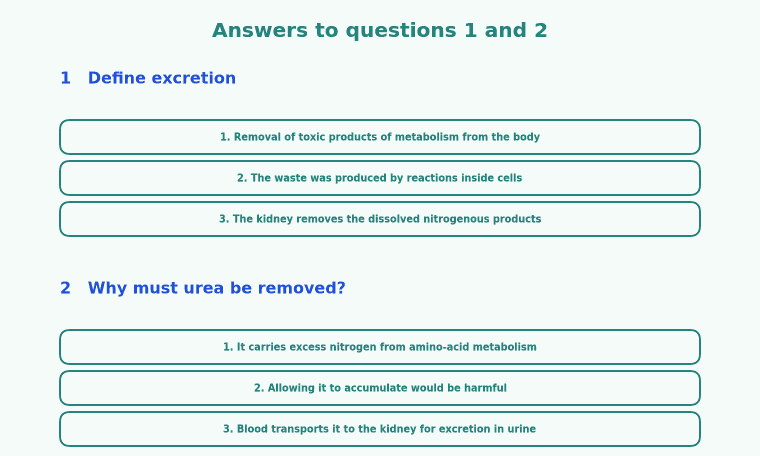 Answers to questions 1 and 2
1 Define excretion
1. Removal of toxic products of metabolism from the body
2. The waste was produced by reactions inside cells
3. The kidney removes the dissolved nitrogenous products
2 Why must urea be removed?
1. It carries excess nitrogen from amino-acid metabolism
2. Allowing it to accumulate would be harmful
3. Blood transports it to the kidney for excretion in urine